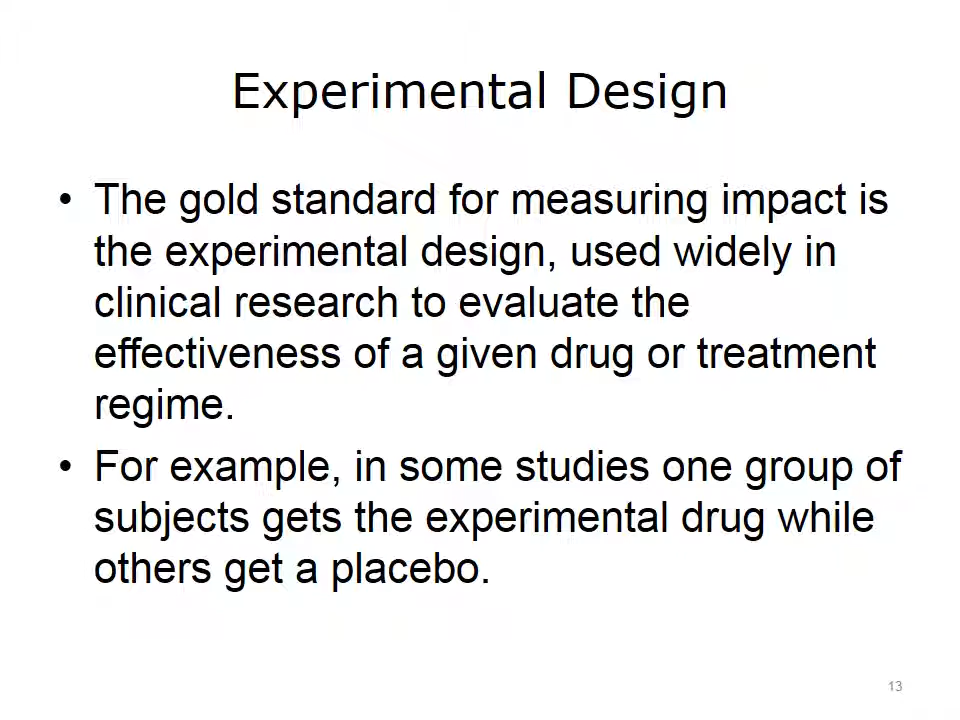 Experimental Design
• The gold standard for measuring impact is
the experimental design, used widely in
clinical research to evaluate the
effectiveness of a given drug or treatment
regime.
• For example, in some studies one group of
subjects gets the experimental drug while
others get a placebo.
13